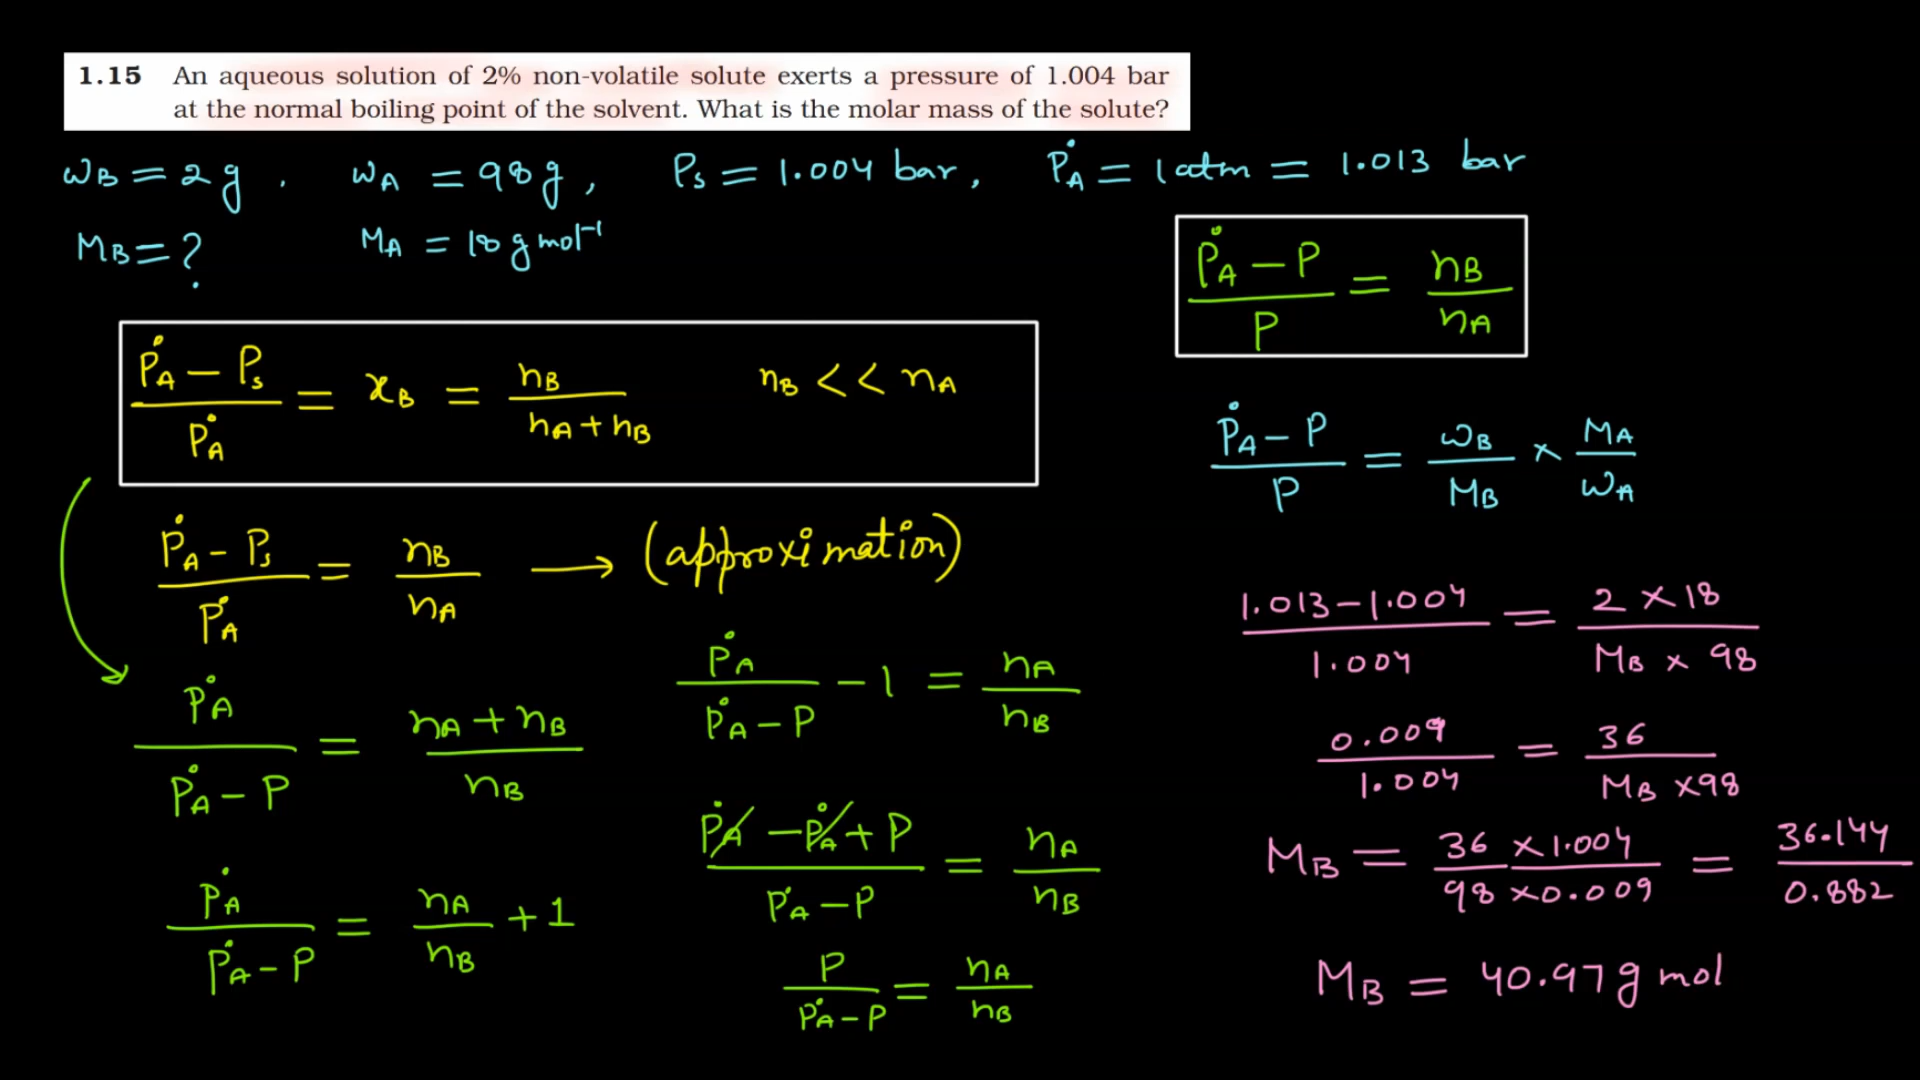 1.15 An aqueous solution of 2% non-volatile solute exerts a pressure of 1.004 bar
at the normal boiling point of the solvent. What is the molar mass of the solute?
wB = 2g . wA = 98g, Ps = 1.004 bar, P°A = 1atm = 1.013 bar
MB = ? MA = 18 g mol⁻¹
(P°A − Ps)/P°A = xB = nB/(nA + nB) nB << nA
(P°A − Ps)/P°A = nB/nA → (approximation)
P°A/(P°A − P) = (nA + nB)/nB
P°A/(P°A − P) = nA/nB + 1
P°A/(P°A − P) − 1 = nA/nB
(P°A − P°A + P)/(P°A − P) = nA/nB
P/(P°A − P) = nA/nB
(P°A − P)/P = nB/nA
(P°A − P)/P = wB/MB × MA/wA
(1.013 − 1.004)/1.004 = (2 × 18)/(MB × 98)
0.009/1.004 = 36/(MB × 98)
MB = (36 × 1.004)/(98 × 0.009) = 36.144/0.882
MB = 40.97 g mol